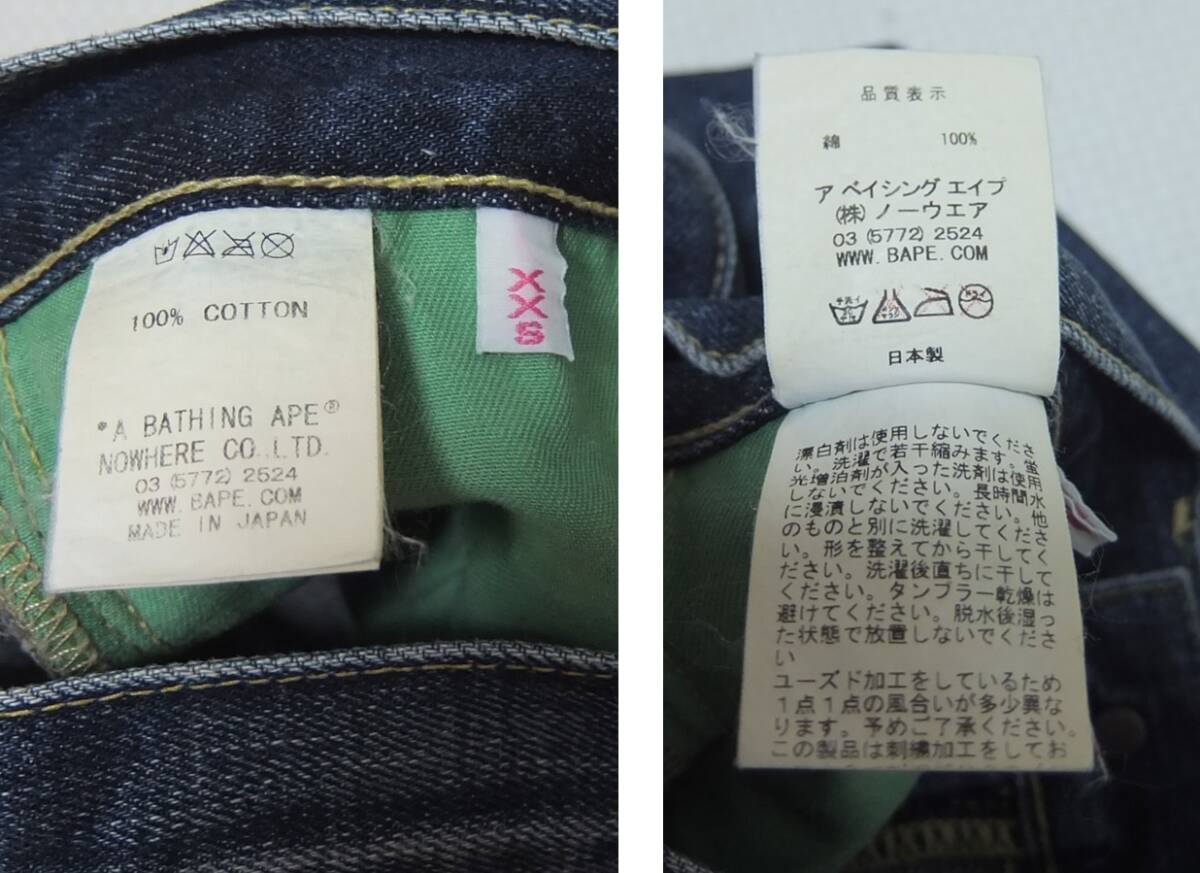 100% COTTON
"A BATHING APE®
NOWHERE CO.,LTD.
03 (5772) 2524
WWW. BAPE. COM
MADE IN JAPAN
XXS
品質表示
綿 100%
ア ベイシング エイプ
(株) ノーウエア
03 (5772) 2524
WWW. BAPE. COM
日本製
漂白剤は使用しないでくださ
い。洗濯で若干縮みます。蛍
光増泊剤が入った洗剤は使用
しないでください。長時間水
に浸漬しないでください。他
のものと別に洗濯してくださ
い。形を整えてから干してく
ださい。洗濯後直ちに干して
ください。タンブラー乾燥は
避けてください。脱水後湿っ
た状態で放置しないでくださ
い
ユーズド加工をしているため
1点1点の風合いが多少異な
ります。予めご了承ください。
この製品は刺繍加工をしてお